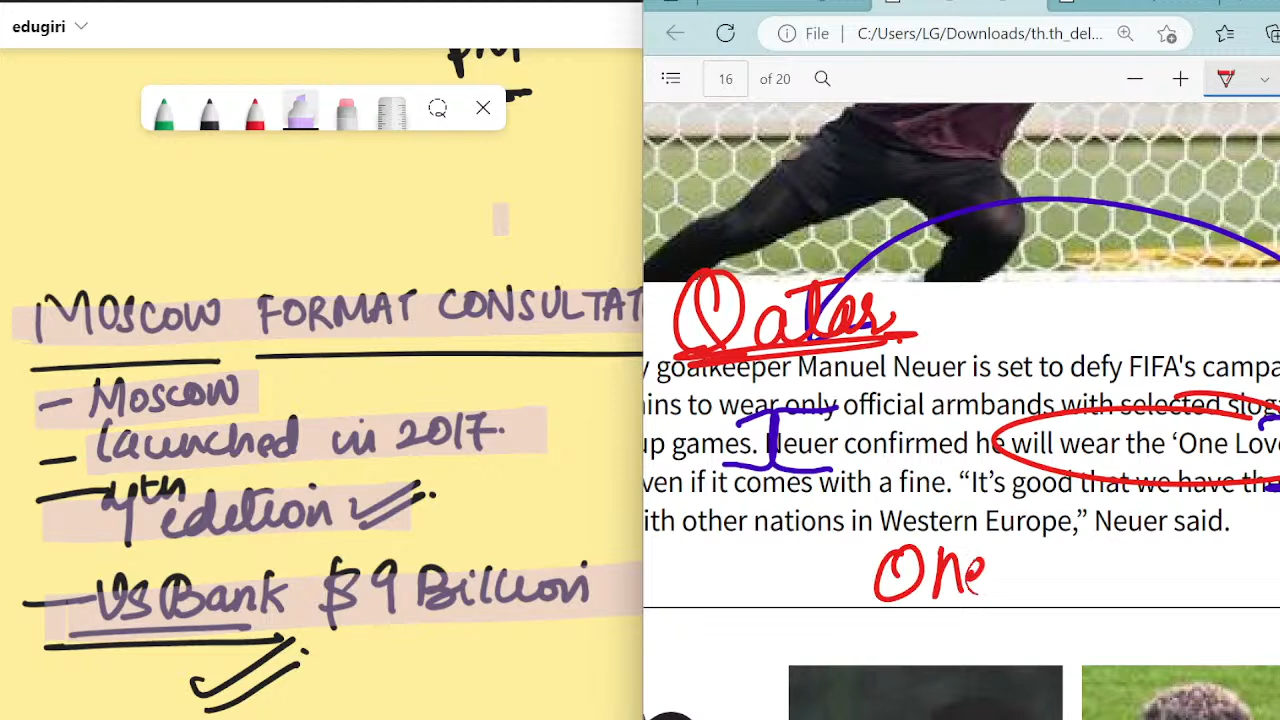 edugiri
MOSCOW FORMAT CONSULTAT
- Moscow
- launched in 2017.
- 4th edition
- US Bank $9 Billion
File | C:/Users/LG/Downloads/th.th_del...
16 of 20
Qatar
y goalkeeper Manuel Neuer is set to defy FIFA's campa
ins to wear only official armbands with selected slog
up games. Neuer confirmed he will wear the ‘One Lov
ven if it comes with a fine. “It’s good that we have th
ith other nations in Western Europe,” Neuer said.
One